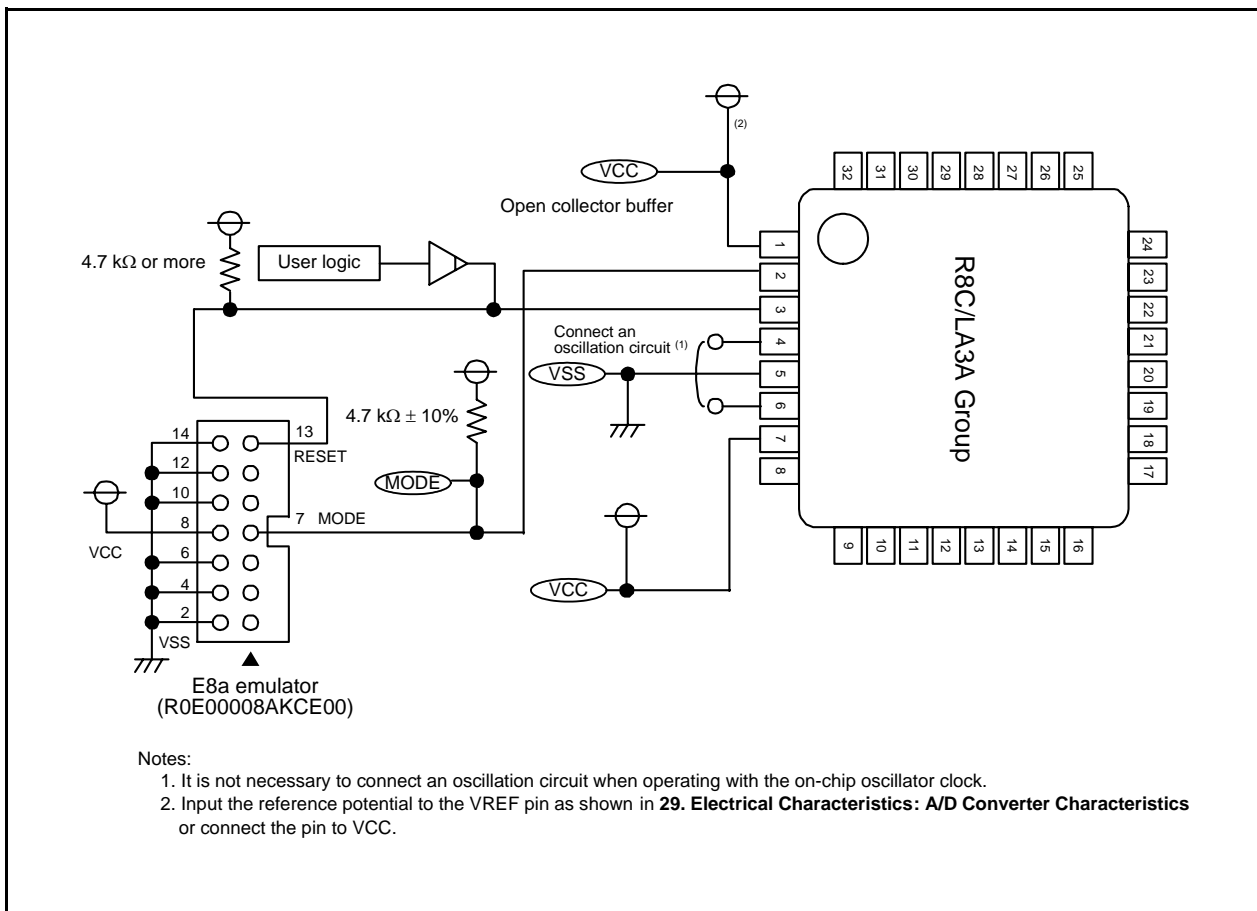 (2)
VCC
Open collector buffer
4.7 kΩ or more
User logic
Connect an
oscillation circuit (1)
VSS
4.7 kΩ ± 10%
MODE
VCC
14
12
10
8
6
4
2
13
RESET
7 MODE
VCC
VSS
E8a emulator
(R0E00008AKCE00)
32 31 30 29 28 27 26 25
1
2
3
4
5
6
7
8
R8C/LA3A Group
24
23
22
21
20
19
18
17
9 10 11 12 13 14 15 16
Notes:
1. It is not necessary to connect an oscillation circuit when operating with the on-chip oscillator clock.
2. Input the reference potential to the VREF pin as shown in 29. Electrical Characteristics: A/D Converter Characteristics
or connect the pin to VCC.